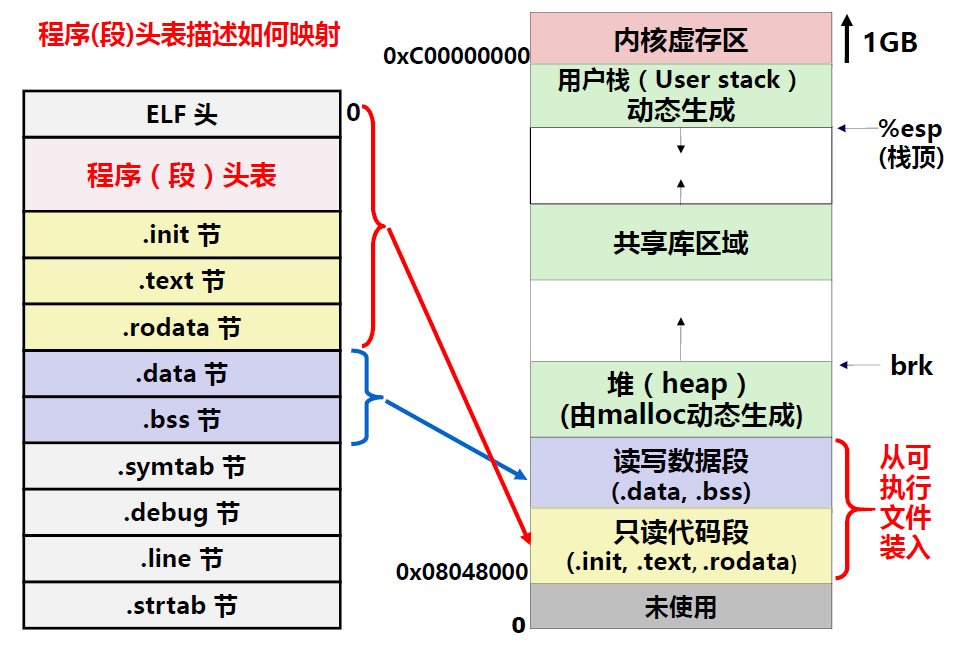 程序(段)头表描述如何映射
ELF 头
0
程序（段）头表
.init 节
.text 节
.rodata 节
.data 节
.bss 节
.symtab 节
.debug 节
.line 节
.strtab 节
0xC00000000
内核虚存区
1GB
用户栈（User stack）
动态生成
%esp
(栈顶)
共享库区域
brk
堆（heap）
(由malloc动态生成)
读写数据段
(.data, .bss)
只读代码段
(.init, .text, .rodata)
从可
执行
文件
装入
0x08048000
未使用
0